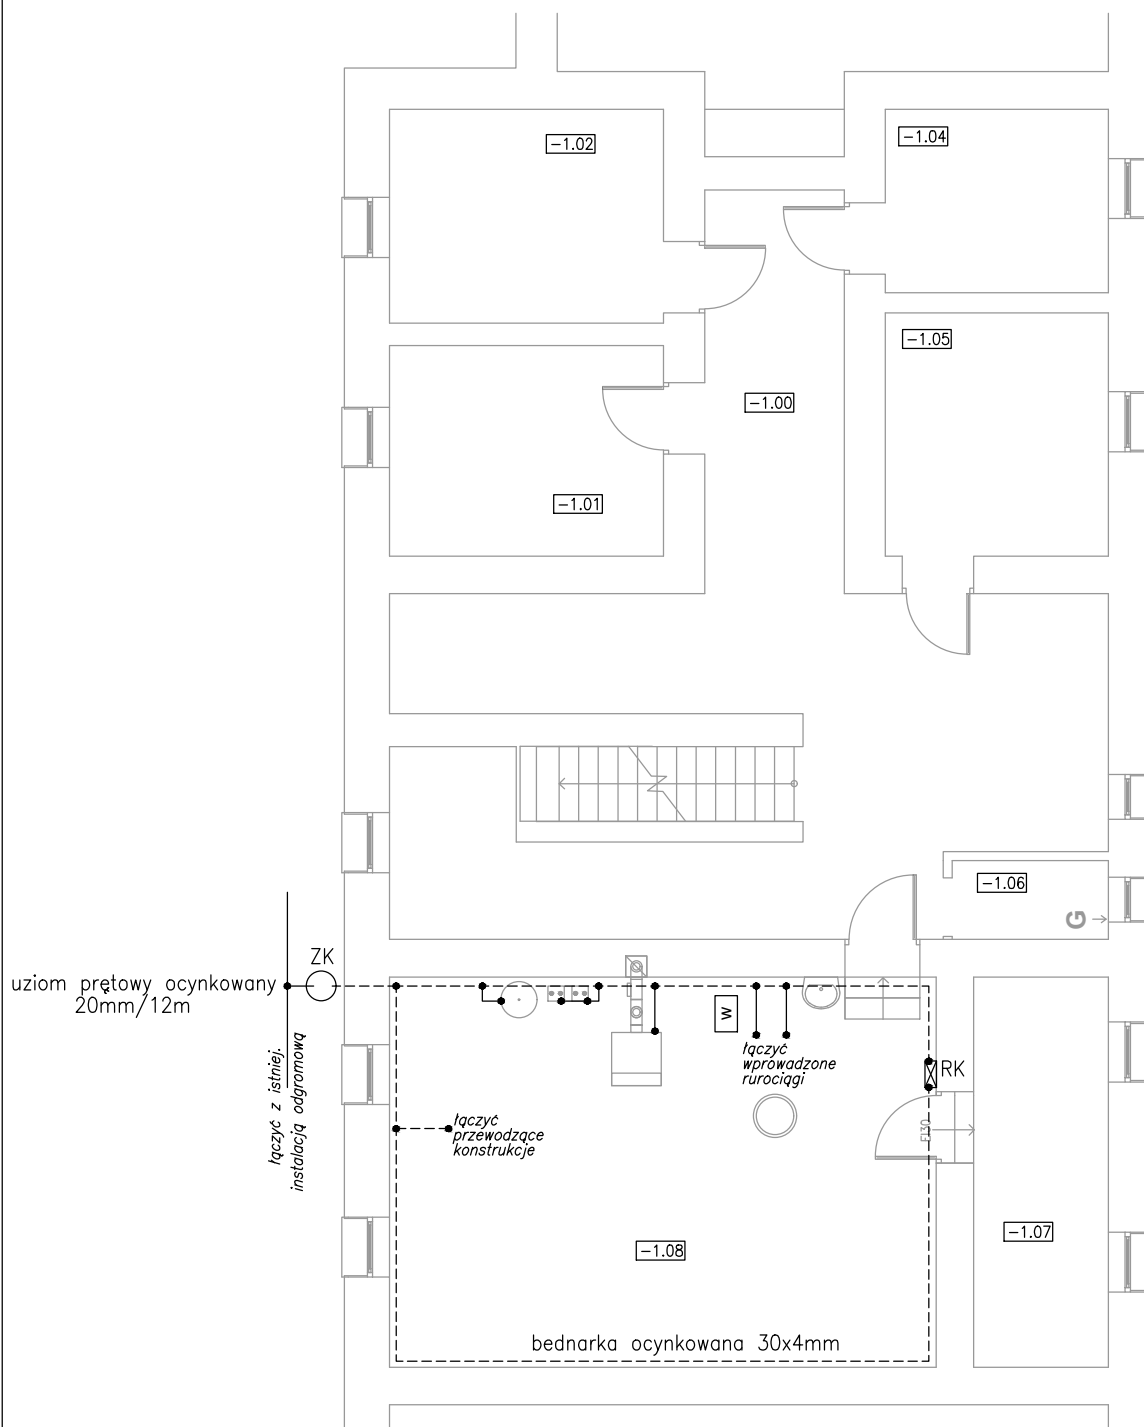 -1.02
-1.04
-1.05
-1.00
-1.01
-1.06
G
ZK
uziom prętowy ocynkowany
20mm/12m
łączyć z istniej.
instalacją odgromową
W
łączyć
wprowadzone
rurociągi
RK
EI30
łączyć
przewodzące
konstrukcje
-1.07
-1.08
bednarka ocynkowana 30x4mm